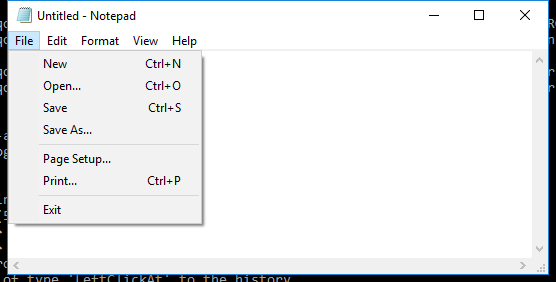 Untitled - Notepad
File Edit Format View Help
New Ctrl+N
Open... Ctrl+O
Save Ctrl+S
Save As...
Page Setup...
Print... Ctrl+P
Exit
of type 'LeftClickAt' to the history